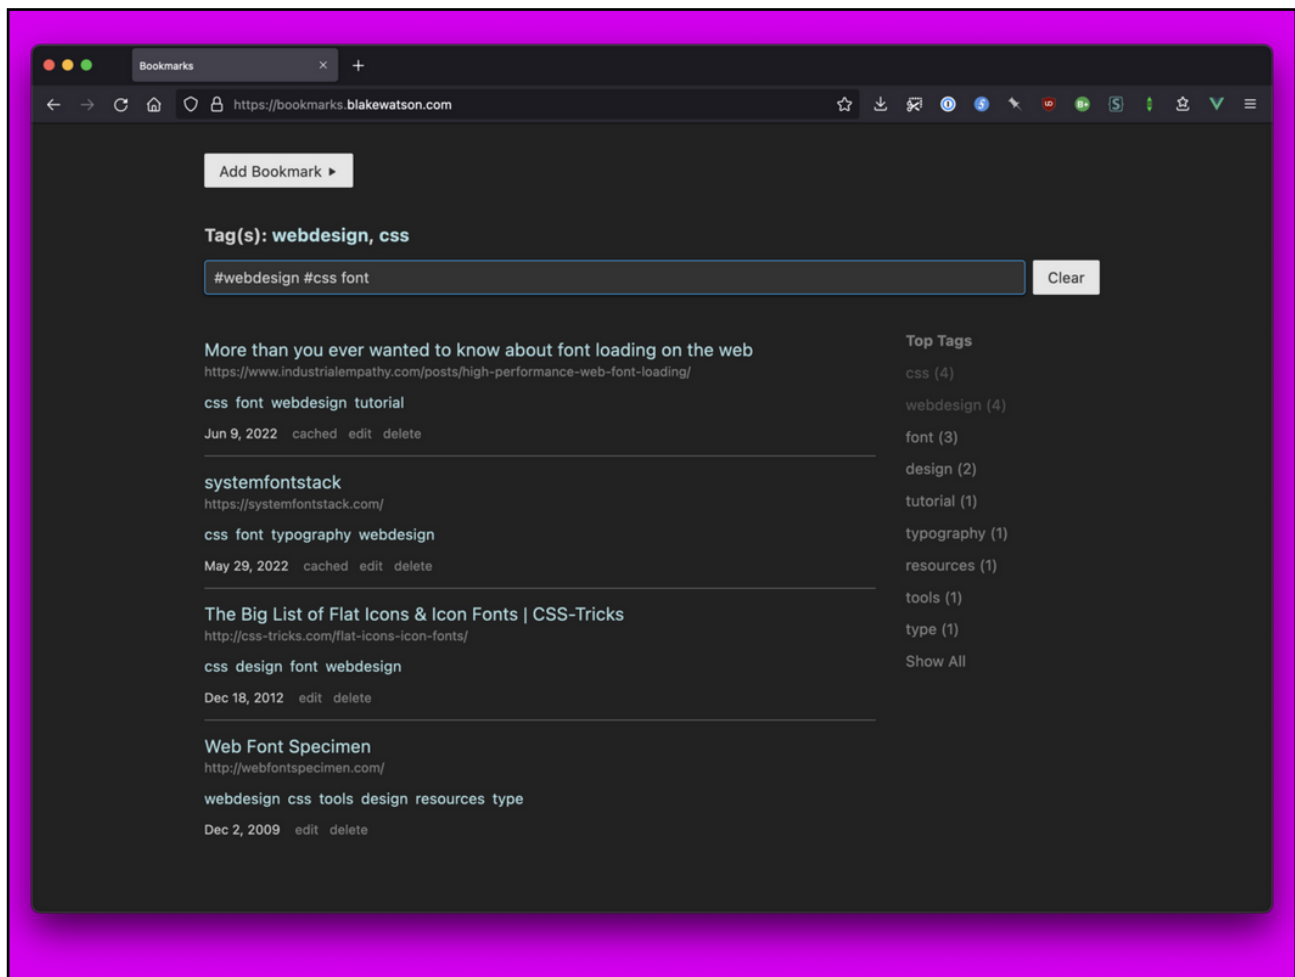 Bookmarks
https://bookmarks.blakewatson.com
Add Bookmark
Tag(s): webdesign, css
#webdesign #css font
Clear
More than you ever wanted to know about font loading on the web
https://www.industrialempathy.com/posts/high-performance-web-font-loading/
css font webdesign tutorial
Jun 9, 2022 cached edit delete
systemfontstack
https://systemfontstack.com/
css font typography webdesign
May 29, 2022 cached edit delete
The Big List of Flat Icons & Icon Fonts | CSS-Tricks
http://css-tricks.com/flat-icons-icon-fonts/
css design font webdesign
Dec 18, 2012 edit delete
Web Font Specimen
http://webfontspecimen.com/
webdesign css tools design resources type
Dec 2, 2009 edit delete
Top Tags
css (4)
webdesign (4)
font (3)
design (2)
tutorial (1)
typography (1)
resources (1)
tools (1)
type (1)
Show All